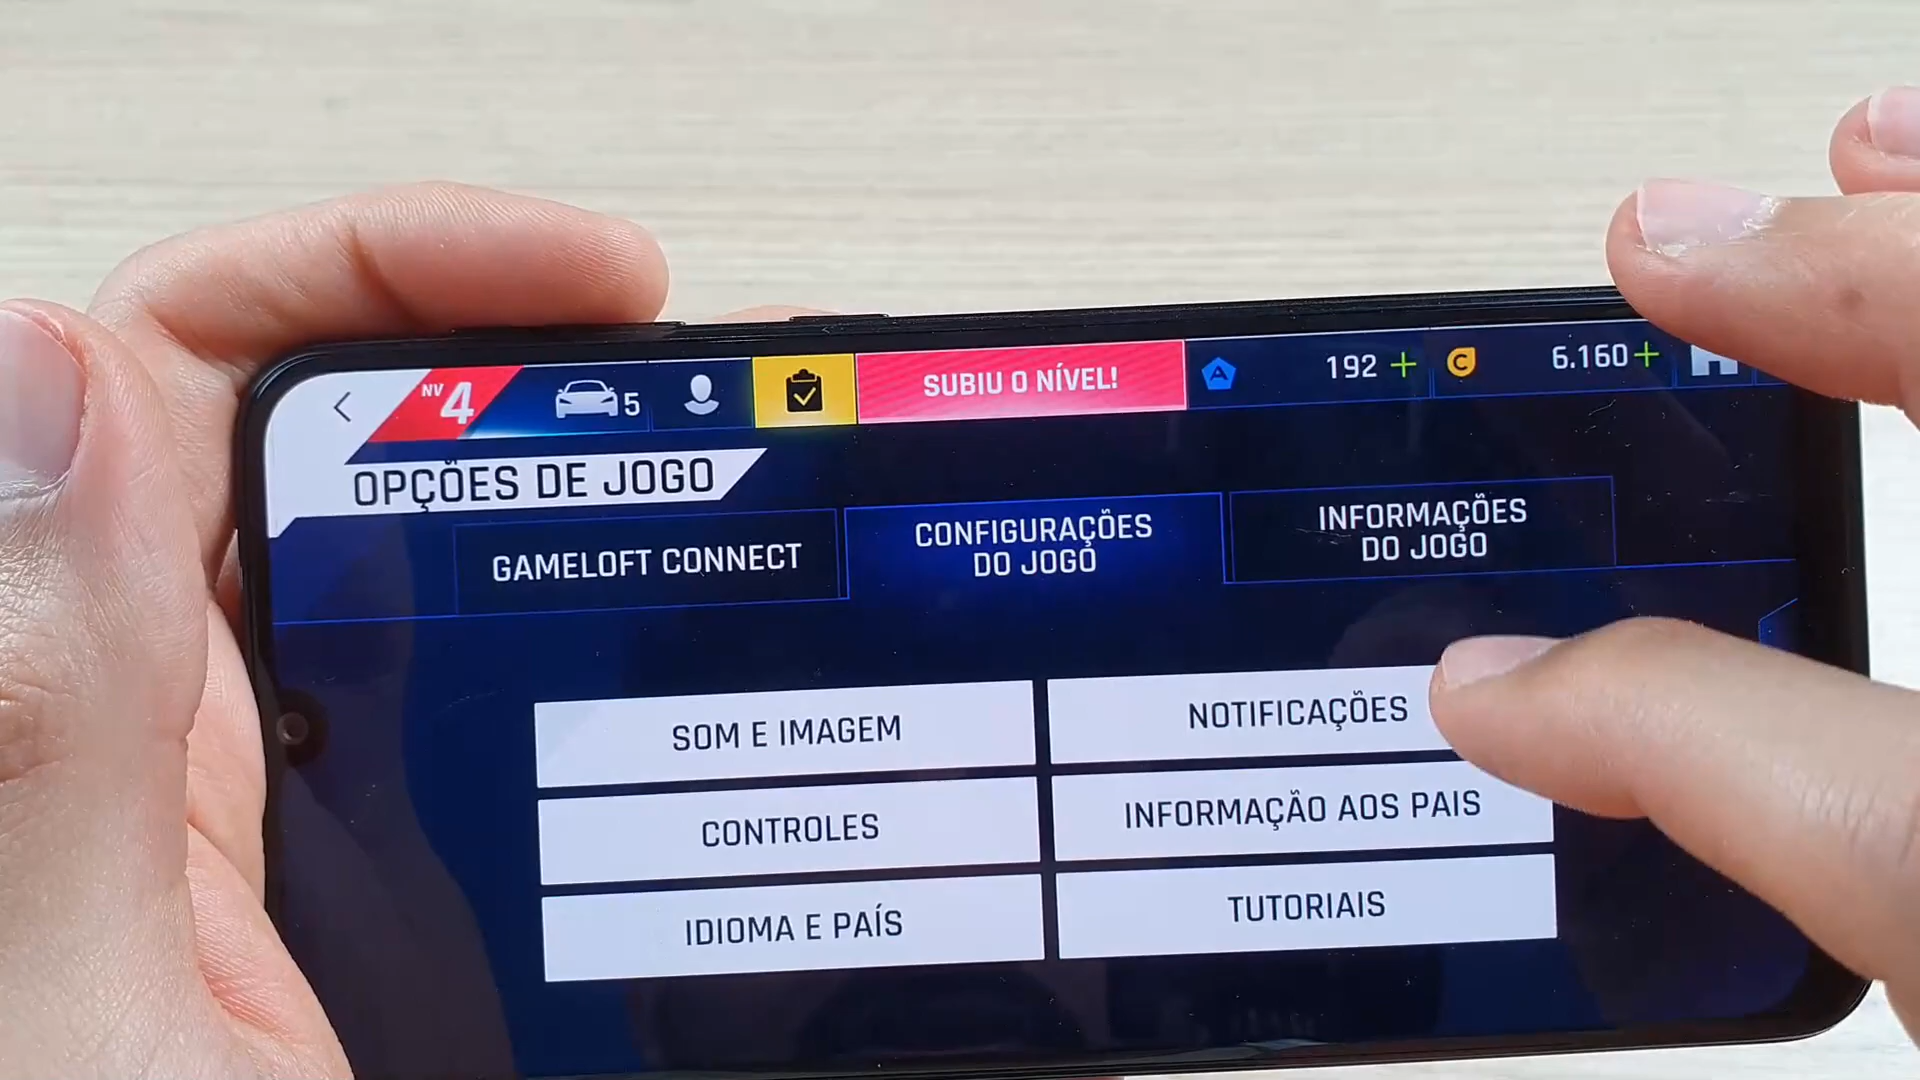 NV 4
5
SUBIU O NÍVEL!
192 +
C
6.160 +
OPÇÕES DE JOGO
GAMELOFT CONNECT
CONFIGURAÇÕES
DO JOGO
INFORMAÇÕES
DO JOGO
SOM E IMAGEM
NOTIFICAÇÕES
CONTROLES
INFORMAÇÃO AOS PAIS
IDIOMA E PAÍS
TUTORIAIS